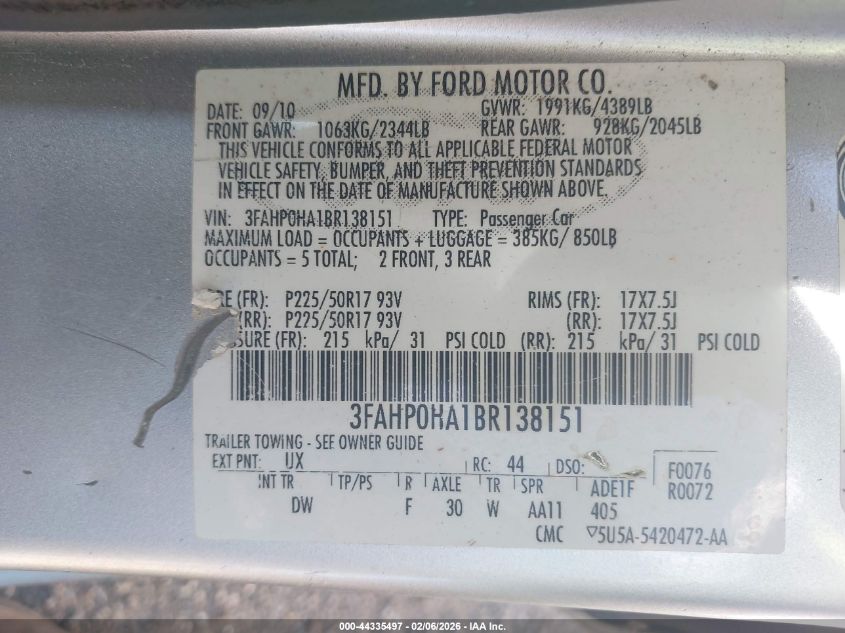 MFD. BY FORD MOTOR CO.
DATE: 09/10 GVWR: 1991KG/4389LB
FRONT GAWR: 1063KG/2344LB REAR GAWR: 928KG/2045LB
THIS VEHICLE CONFORMS TO ALL APPLICABLE FEDERAL MOTOR
VEHICLE SAFETY, BUMPER, AND THEFT PREVENTION STANDARDS
IN EFFECT ON THE DATE OF MANUFACTURE SHOWN ABOVE.
VIN: 3FAHP0HA1BR138151 TYPE: Passenger Car
MAXIMUM LOAD = OCCUPANTS + LUGGAGE = 385KG/ 850LB
OCCUPANTS = 5 TOTAL; 2 FRONT, 3 REAR
RE (FR): P225/50R17 93V RIMS (FR): 17X7.5J
(RR): P225/50R17 93V (RR): 17X7.5J
SURE (FR): 215 kPa/ 31 PSI COLD (RR): 215 kPa/ 31 PSI COLD
3FAHP0HA1BR138151
TRAILER TOWING - SEE OWNER GUIDE
EXT PNT: UX RC: 44 DSO: F0076
INT TR TP/PS R AXLE TR SPR ADE1F R0072
DW F 30 W AA11 405
CMC ▽5U5A-5420472-AA
000-44335497 - 02/06/2026 - IAA Inc.